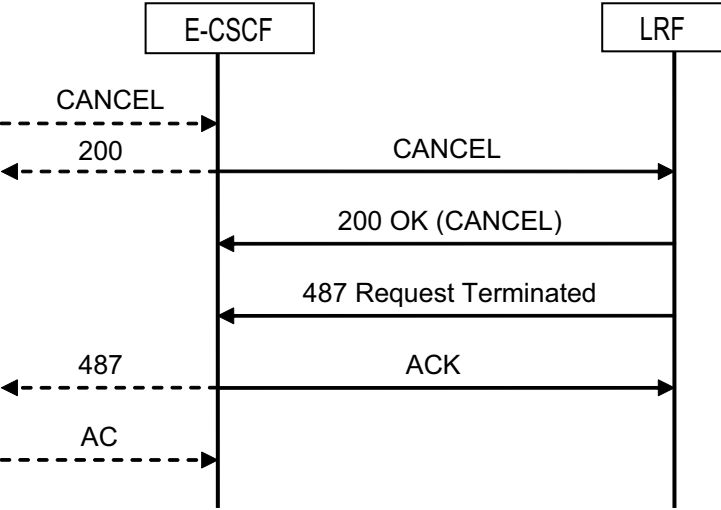 E-CSCF
LRF
CANCEL
200
CANCEL
200 OK (CANCEL)
487 Request Terminated
487
ACK
AC